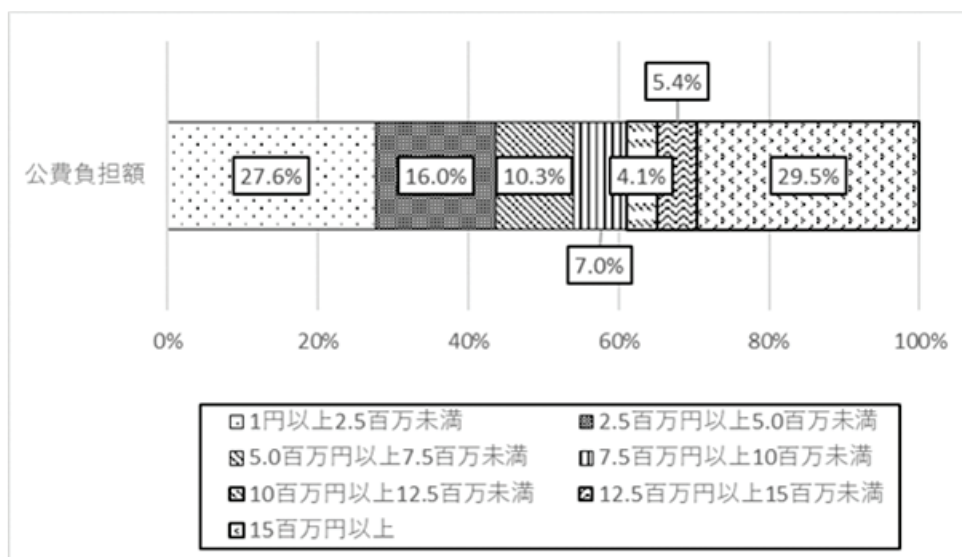 5.4%
公費負担額
27.6%
16.0%
10.3%
4.1%
29.5%
7.0%
0%
20%
40%
60%
80%
100%
1円以上2.5百万未満
2.5百万円以上5.0百万未満
5.0百万円以上7.5百万未満
7.5百万円以上10百万未満
10百万円以上12.5百万未満
12.5百万円以上15百万未満
15百万円以上